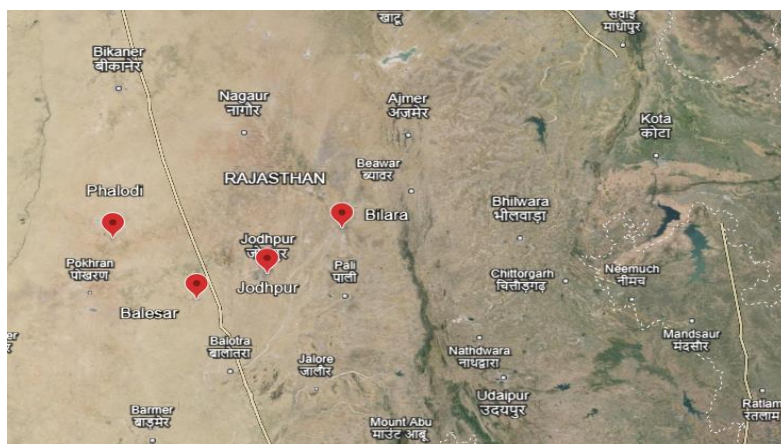 खाटू
सवाई
माधोपुर
Bikaner
बीकानेर
Nagaur
नागौर
Ajmer
अजमेर
Kota
कोटा
Beawar
ब्यावर
RAJASTHAN
Phalodi
Bilara
Bhilwara
भीलवाड़ा
Jodhpur
Pokhran
पोखरण
Pali
पाली
Jodhpur
Chittorgarh
चित्तौड़गढ़
Neemuch
नीमच
Balesar
Balotra
बालोतरा
Mandsaur
मंदसौर
Jalore
जालौर
Nathdwara
नाथद्वारा
Udaipur
उदयपुर
Barmer
बाड़मेर
Mount Abu
माउंट आबू
Ratlam
रतलाम